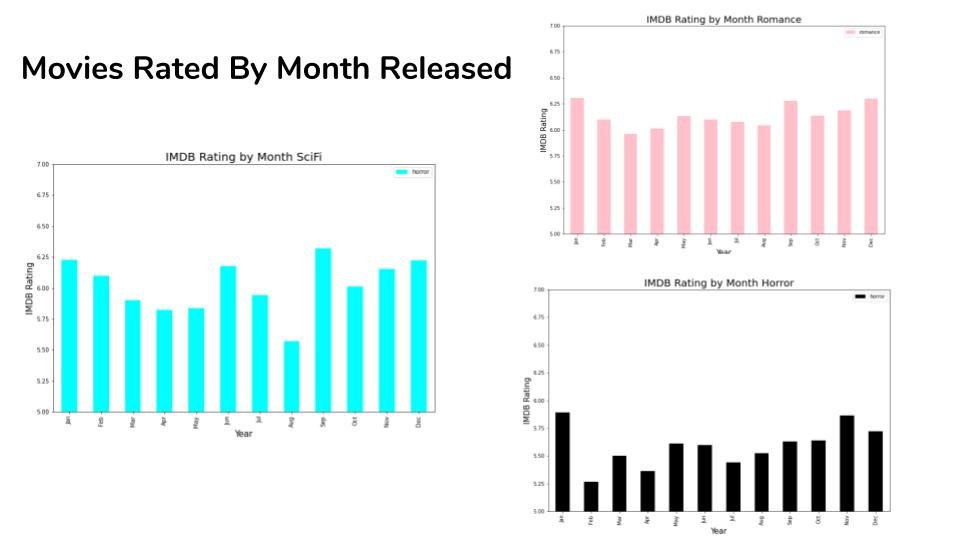 Movies Rated By Month Released
IMDB Rating by Month SciFi
horror
7.00
6.75
6.50
6.25
6.00
5.75
5.50
5.25
5.00
IMDB Rating
Jan
Feb
Mar
Apr
May
Jun
Jul
Aug
Sep
Oct
Nov
Dec
Year
IMDB Rating by Month Romance
romance
7.00
6.75
6.50
6.25
6.00
5.75
5.50
5.25
5.00
IMDB Rating
Jan
Feb
Mar
Apr
May
Jun
Jul
Aug
Sep
Oct
Nov
Dec
Year
IMDB Rating by Month Horror
horror
7.00
6.75
6.50
6.25
6.00
5.75
5.50
5.25
5.00
IMDB Rating
Jan
Feb
Mar
Apr
May
Jun
Jul
Aug
Sep
Oct
Nov
Dec
Year